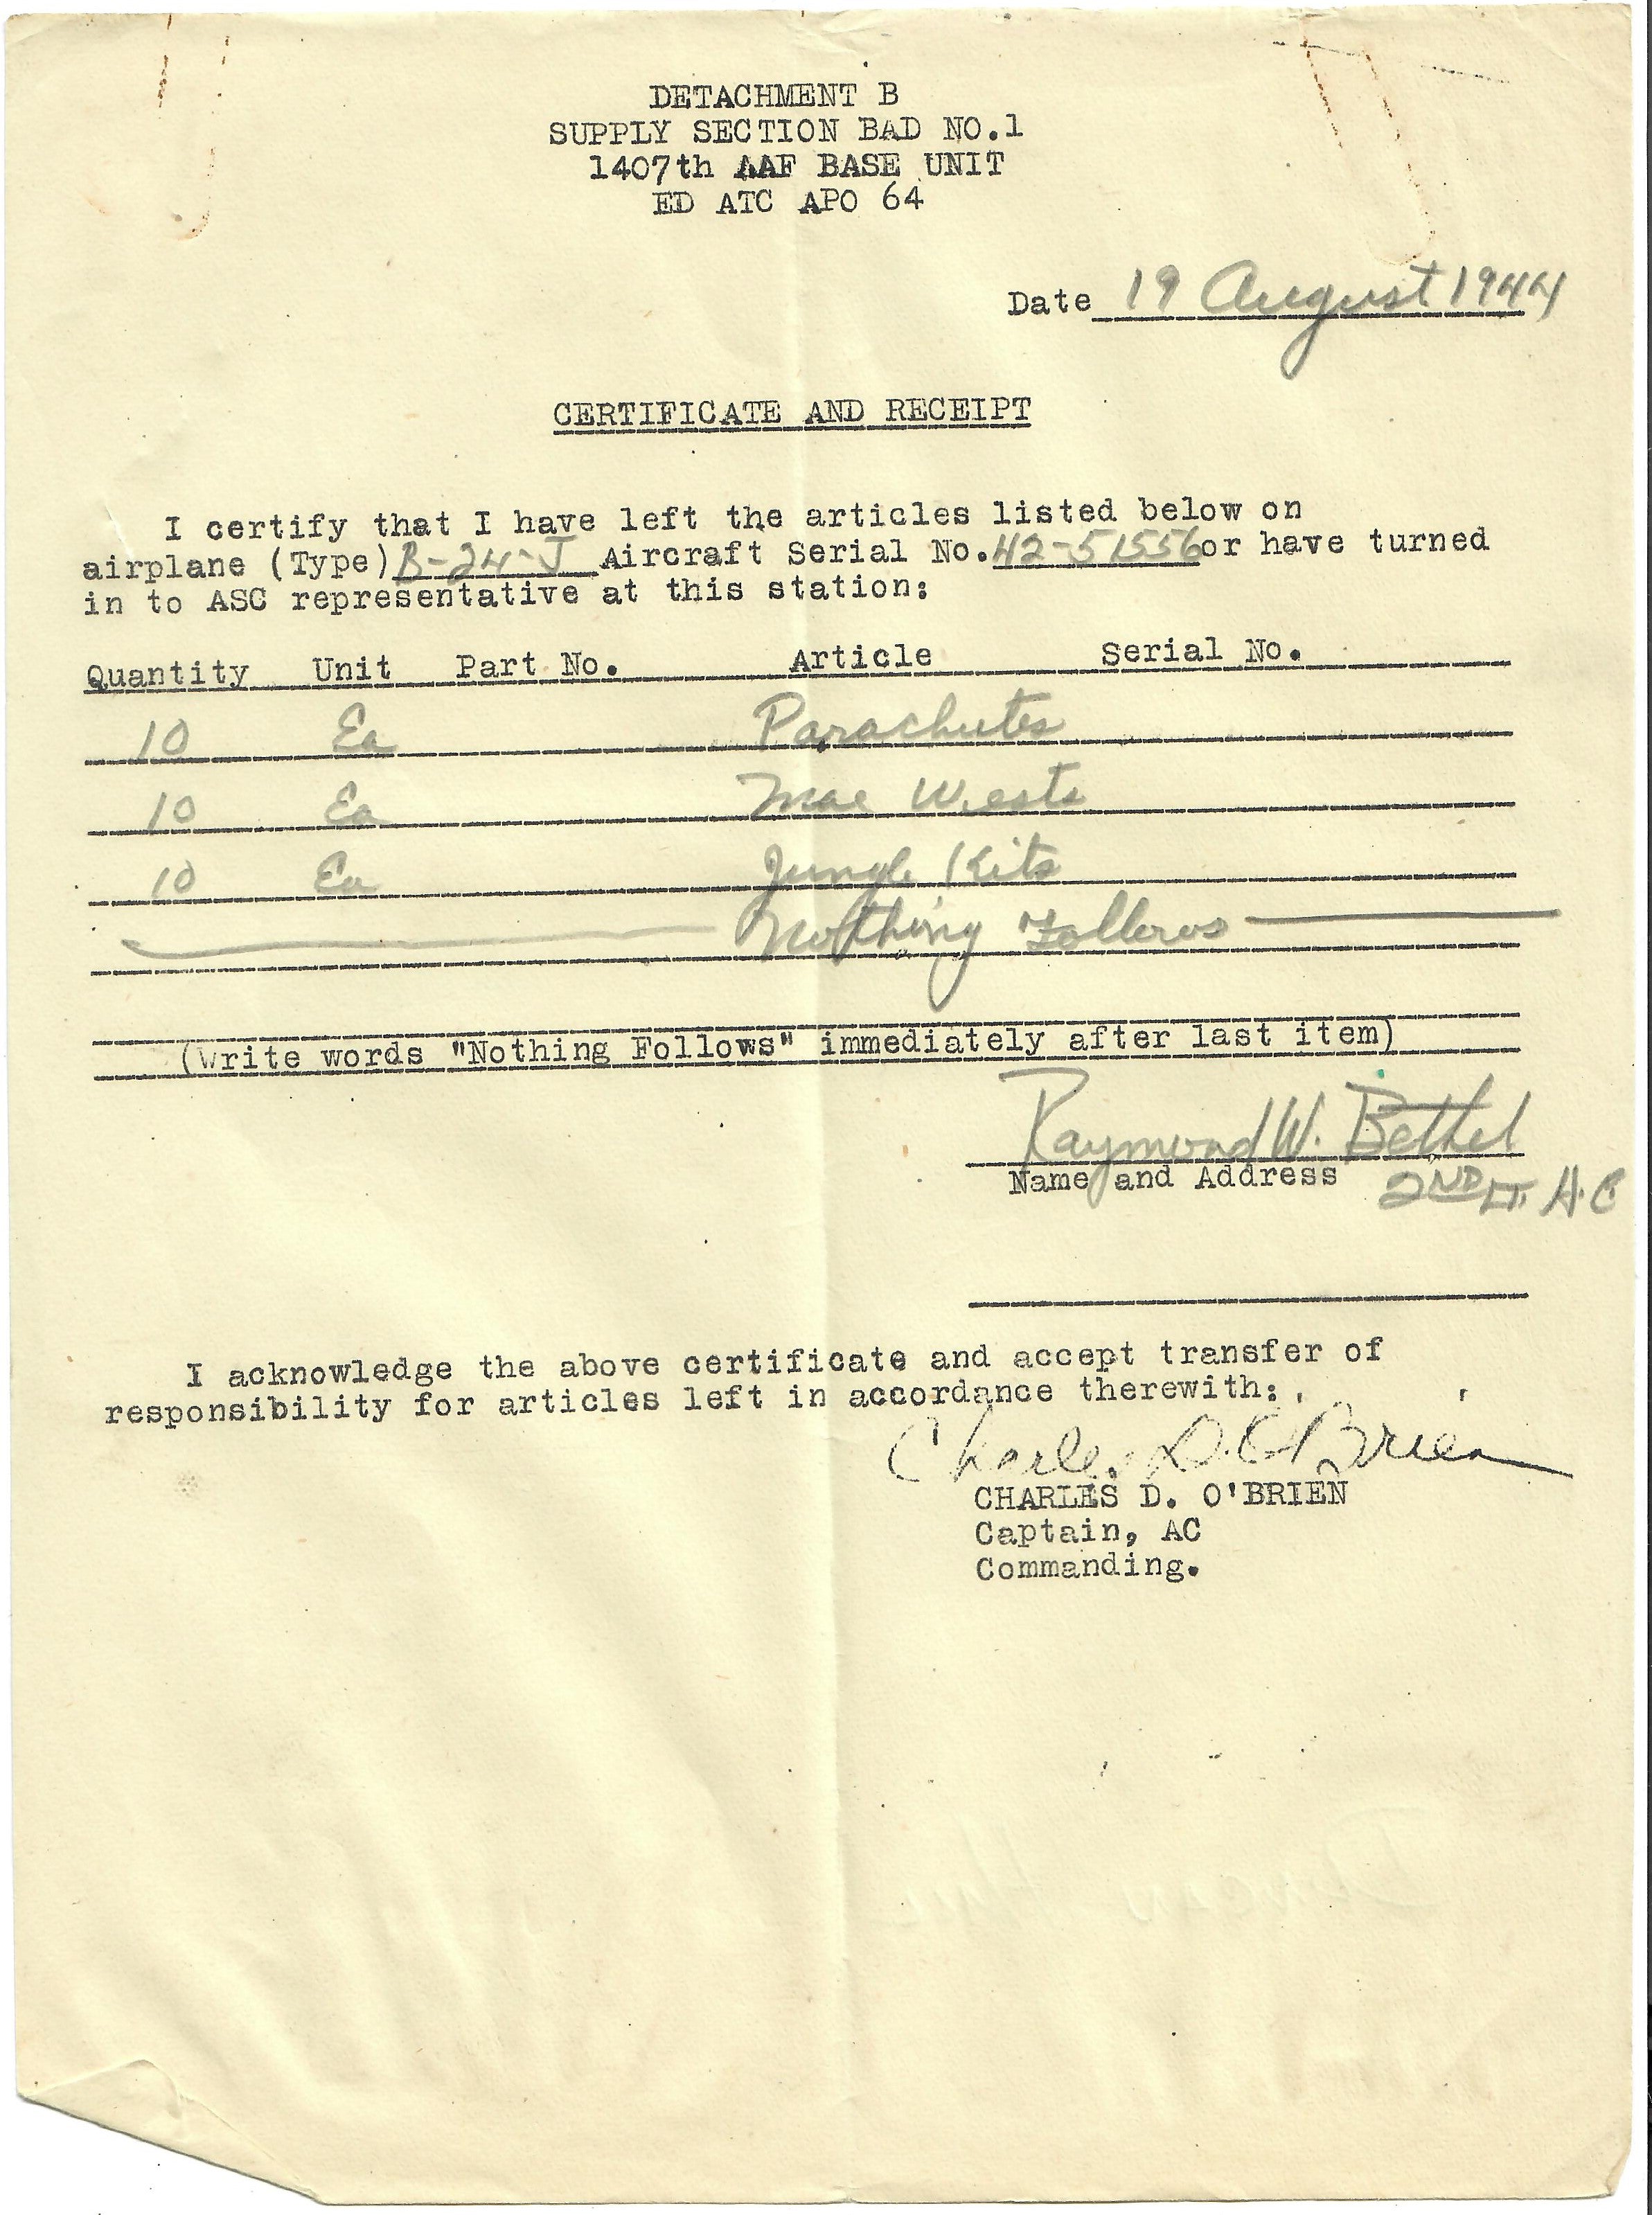 DETACHMENT B
SUPPLY SECTION BAD NO.1
1407th AAF BASE UNIT
ED ATC APO 64
Date 19 August 1944
CERTIFICATE AND RECEIPT
I certify that I have left the articles listed below on
airplane (Type) B-24-J Aircraft Serial No. 42-51556 or have turned
in to ASC representative at this station:
Quantity Unit Part No. Article Serial No.
10 Ea Parachutes
10 Ea Mae Wests
10 Ea Jungle Kits
Nothing Follows
(Write words "Nothing Follows" immediately after last item)
Raymond W. Bethel
Name and Address 2ND LT. A.C
I acknowledge the above certificate and accept transfer of
responsibility for articles left in accordance therewith:
Charles D. O'Brien
CHARLES D. O'BRIEN
Captain, AC
Commanding.